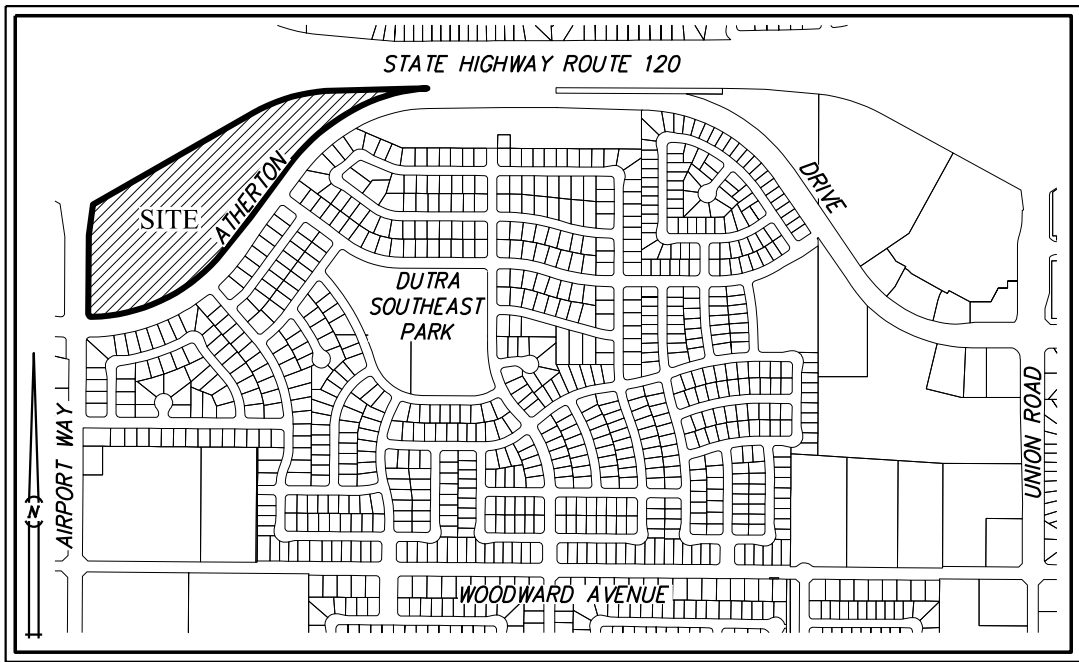 STATE HIGHWAY ROUTE 120
ATHERTON
DRIVE
SITE
DUTRA
SOUTHEAST
PARK
AIRPORT WAY
UNION ROAD
N
WOODWARD AVENUE